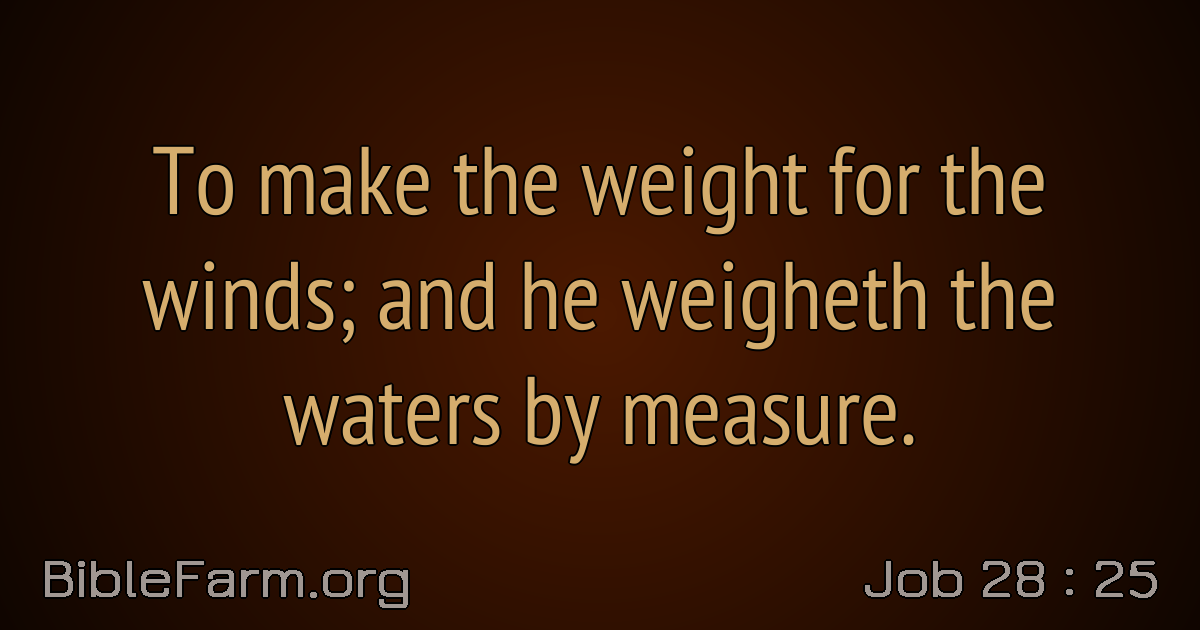 To make the weight for the
winds; and he weigheth the
waters by measure.
BibleFarm.org
Job 28 : 25